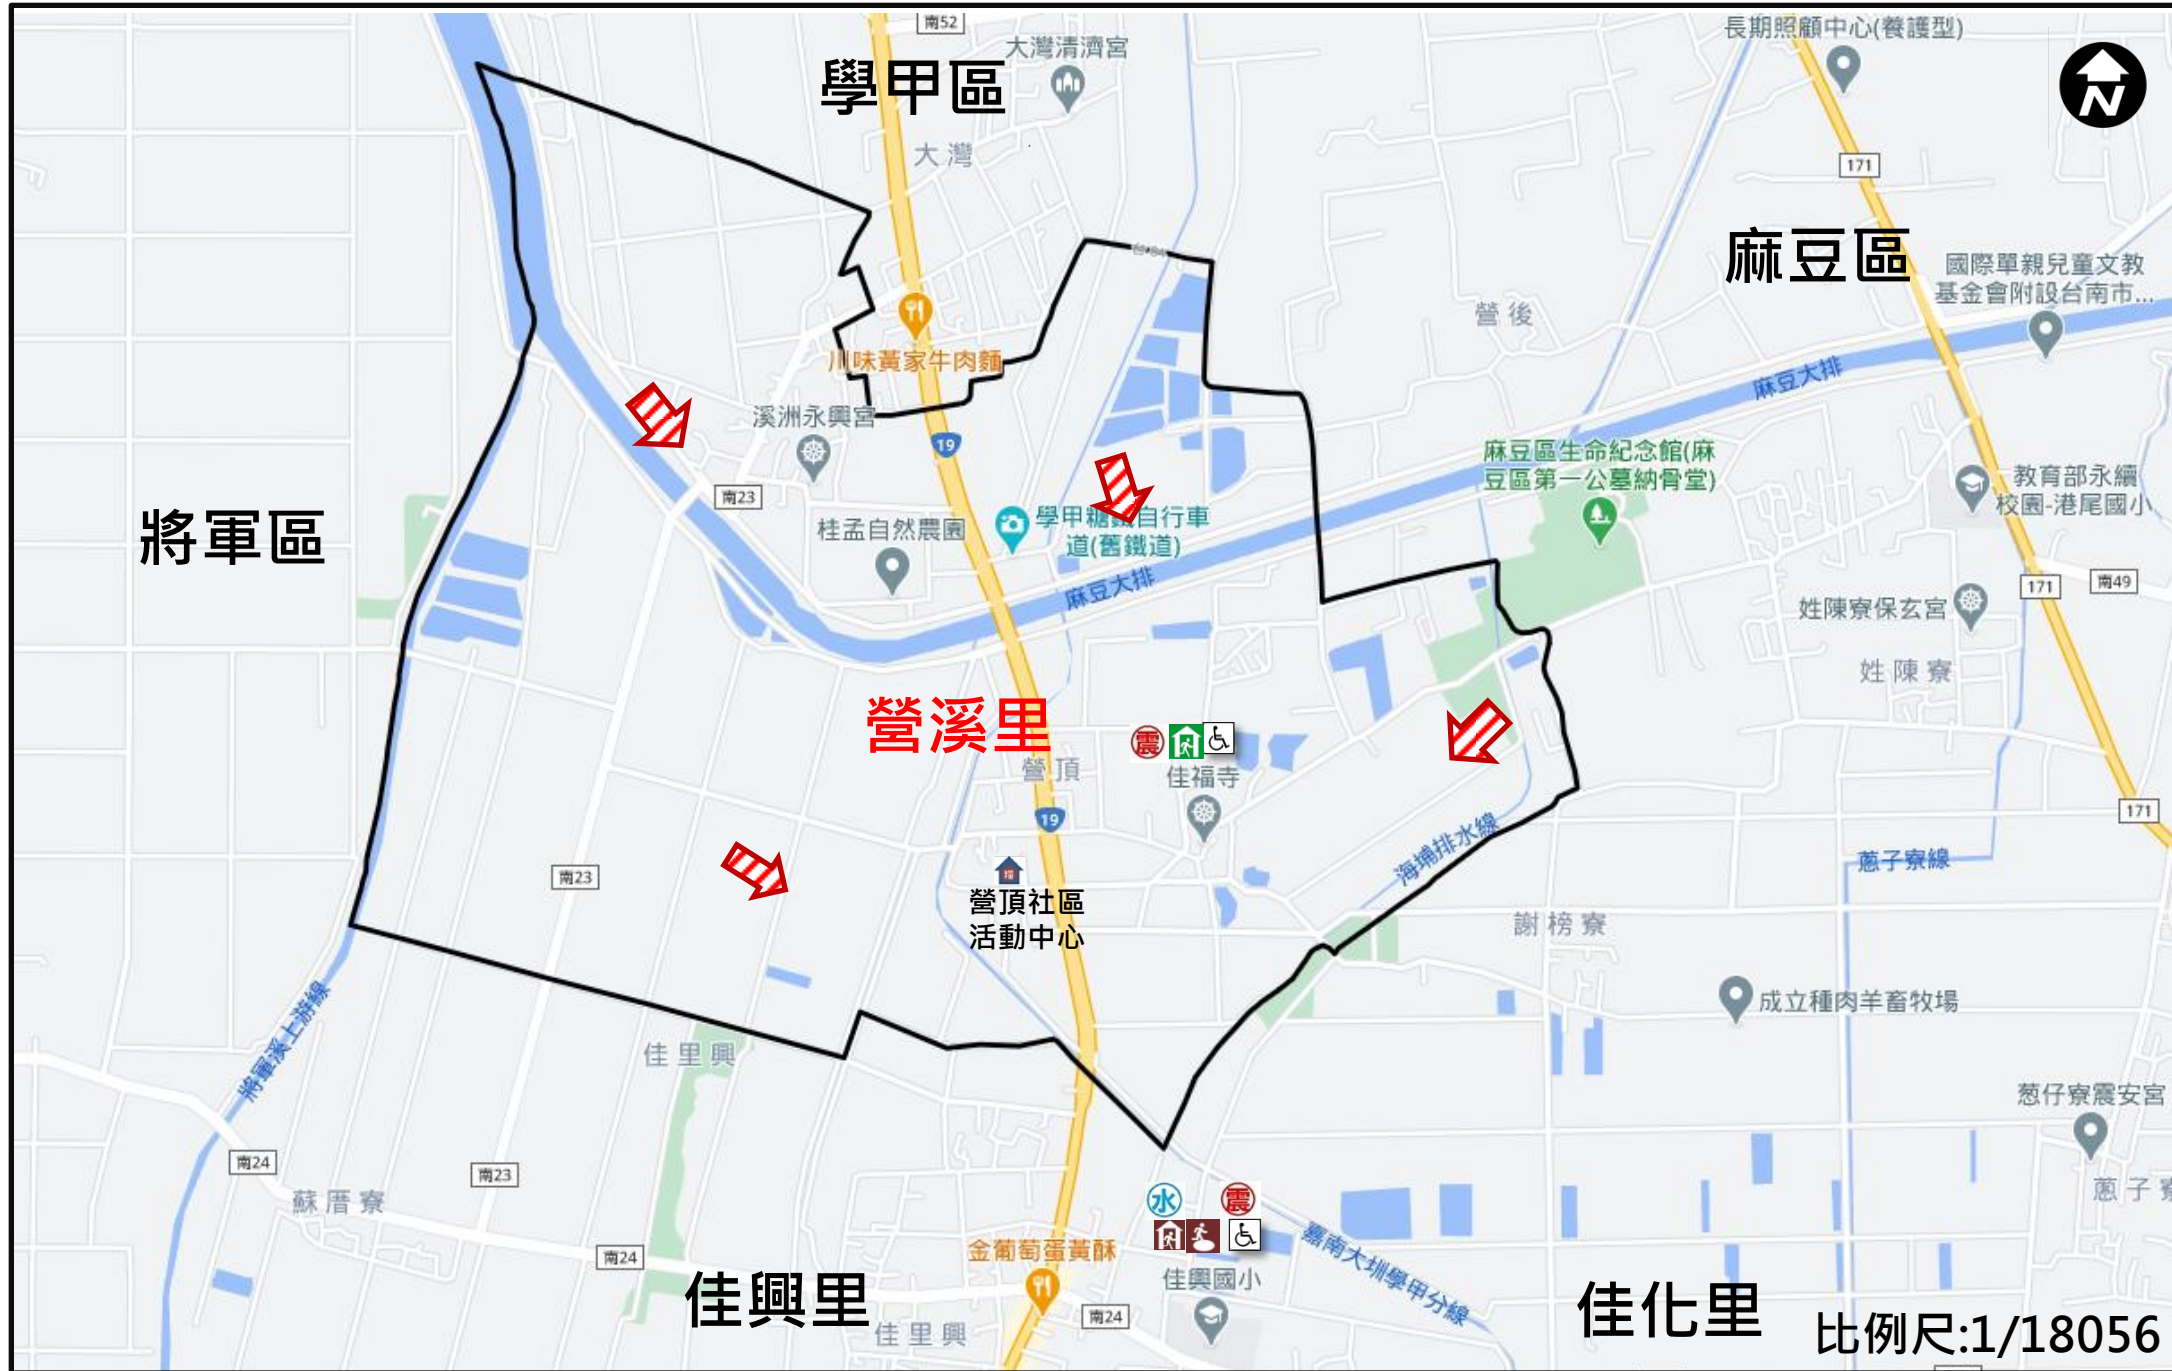 南52
大灣清濟宮
長期照顧中心(養護型)
學甲區
N
大灣
171
麻豆區
國際單親兒童文教
基金會附設台南市...
營後
川味黃家牛肉麵
麻豆大排
溪洲永興宮
19
麻豆區生命紀念館(麻
豆區第一公墓納骨堂)
南23
教育部永續
校園-港尾國小
將軍區
桂孟自然農園
學甲糖鐵自行車
道(舊鐵道)
麻豆大排
171
南49
姓陳寮保玄宮
姓陳寮
營溪里
震
營頂
佳福寺
19
171
海埔排水線
蔥子寮線
南23
營頂社區
活動中心
謝榜寮
成立種肉羊畜牧場
將軍溪上游線
佳里興
葱仔寮震安宮
南24
南23
蔥子寮
蘇厝寮
水
震
南24
金葡萄蛋黃酥
嘉南大圳學甲分線
佳興國小
佳興里
佳化里
南24
佳里興
比例尺:1/18056